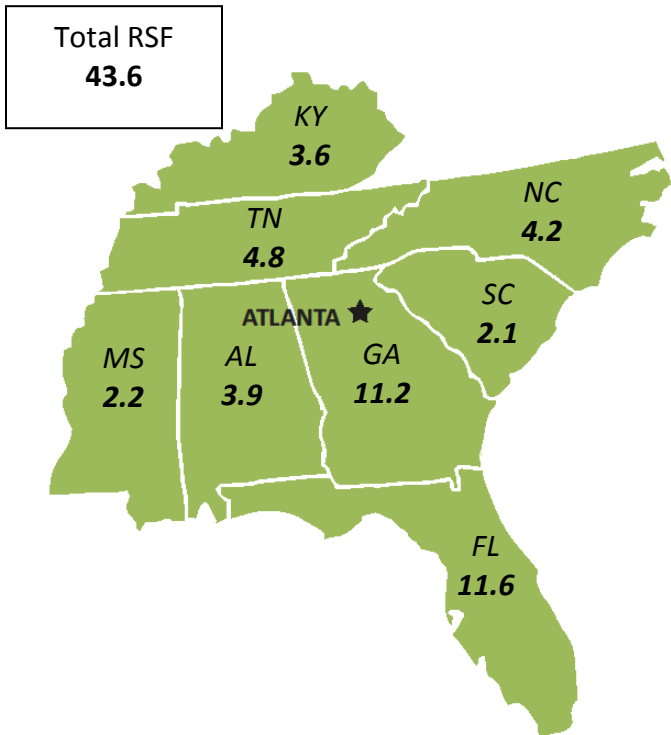 Total RSF
43.6
KY
3.6
NC
4.2
TN
4.8
SC
2.1
ATLANTA
MS
2.2
AL
3.9
GA
11.2
FL
11.6